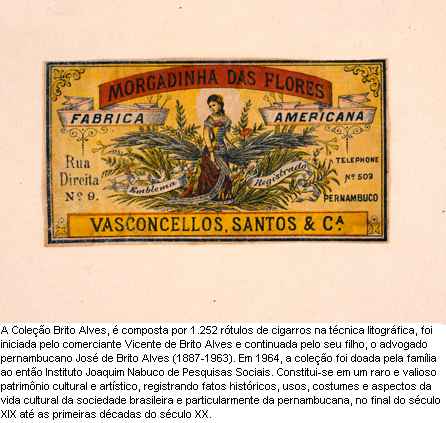 MORGADINHA DAS FLORES
FABRICA AMERICANA
Rua
Direita
Nº 9.
Emblema Registrado
TELEPHONE
Nº 509
PERNAMBUCO
VASCONCELLOS, SANTOS & Cª
A Coleção Brito Alves, é composta por 1.252 rótulos de cigarros na técnica litográfica, foi
iniciada pelo comerciante Vicente de Brito Alves e continuada pelo seu filho, o advogado
pernambucano José de Brito Alves (1887-1963). Em 1964, a coleção foi doada pela família
ao então Instituto Joaquim Nabuco de Pesquisas Sociais. Constitui-se em um raro e valioso
patrimônio cultural e artístico, registrando fatos históricos, usos, costumes e aspectos da
vida cultural da sociedade brasileira e particularmente da pernambucana, no final do século
XIX até as primeiras décadas do século XX.